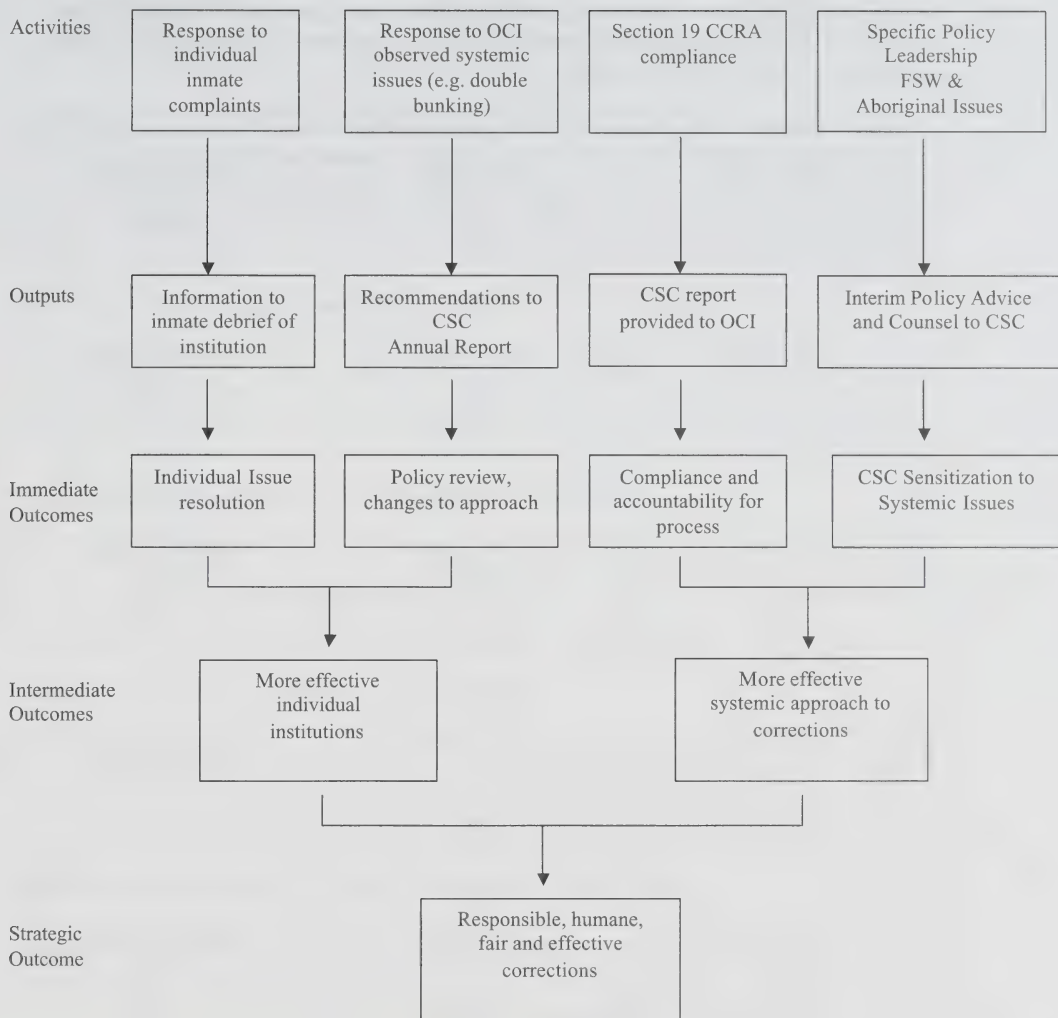 Activities
Response to
individual
inmate
complaints
Response to OCI
observed systemic
issues (e.g. double
bunking)
Section 19 CCRA
compliance
Specific Policy
Leadership
FSW &
Aboriginal Issues
Outputs
Information to
inmate debrief of
institution
Recommendations to
CSC
Annual Report
CSC report
provided to OCI
Interim Policy Advice
and Counsel to CSC
Immediate
Outcomes
Individual Issue
resolution
Policy review,
changes to approach
Compliance and
accountability for
process
CSC Sensitization to
Systemic Issues
Intermediate
Outcomes
More effective
individual
institutions
More effective
systemic approach to
corrections
Strategic
Outcome
Responsible, humane,
fair and effective
corrections